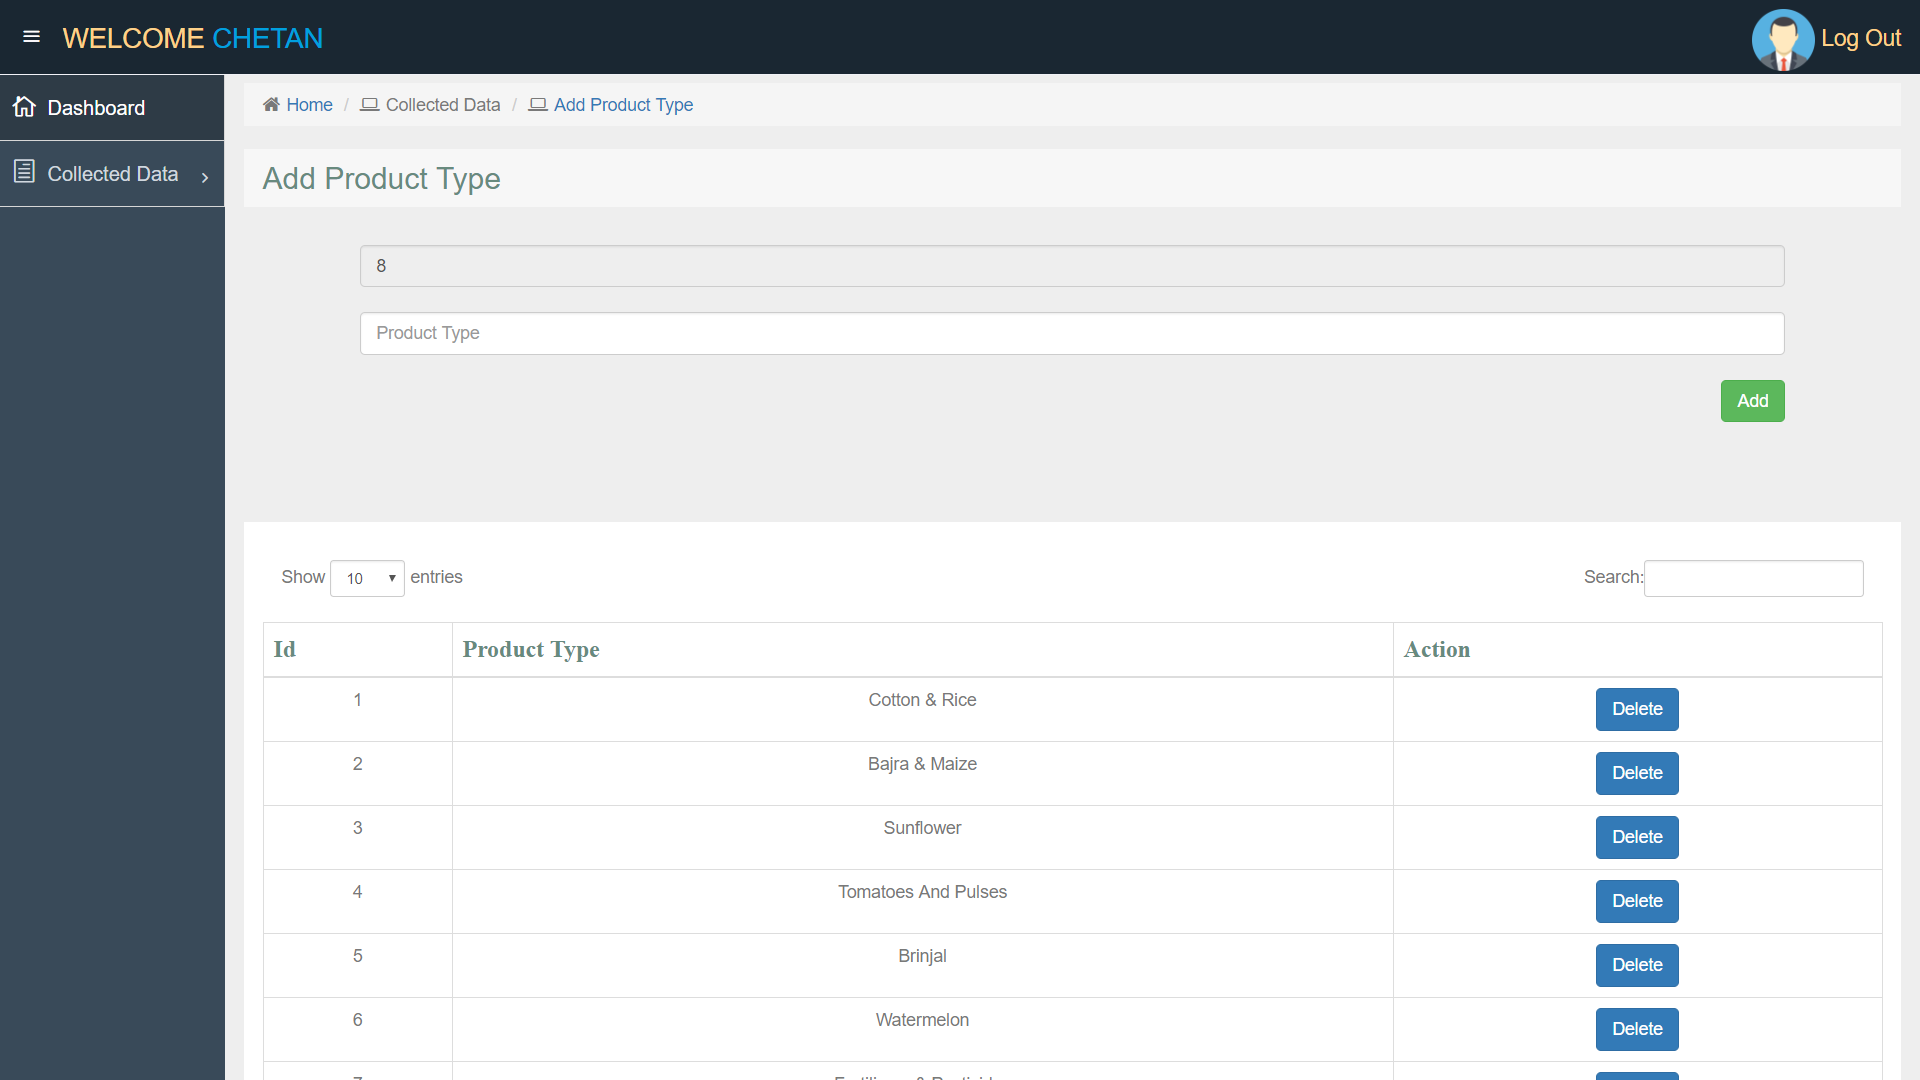 WELCOME CHETAN
Log Out
Dashboard
Collected Data
Home / Collected Data / Add Product Type
Add Product Type
8
Product Type
Add
Show 10 entries
Search:
Id Product Type Action
1 Cotton & Rice Delete
2 Bajra & Maize Delete
3 Sunflower Delete
4 Tomatoes And Pulses Delete
5 Brinjal Delete
6 Watermelon Delete